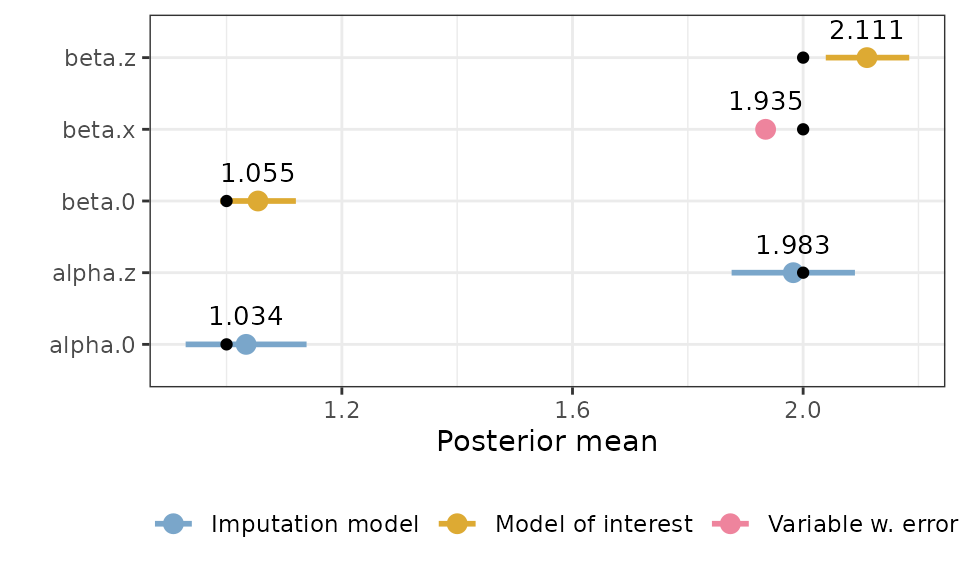 2.111
beta.z
1.935
beta.x
1.055
beta.0
1.983
alpha.z
1.034
alpha.0
1.2 1.6 2.0
Posterior mean
Imputation model Model of interest Variable w. error